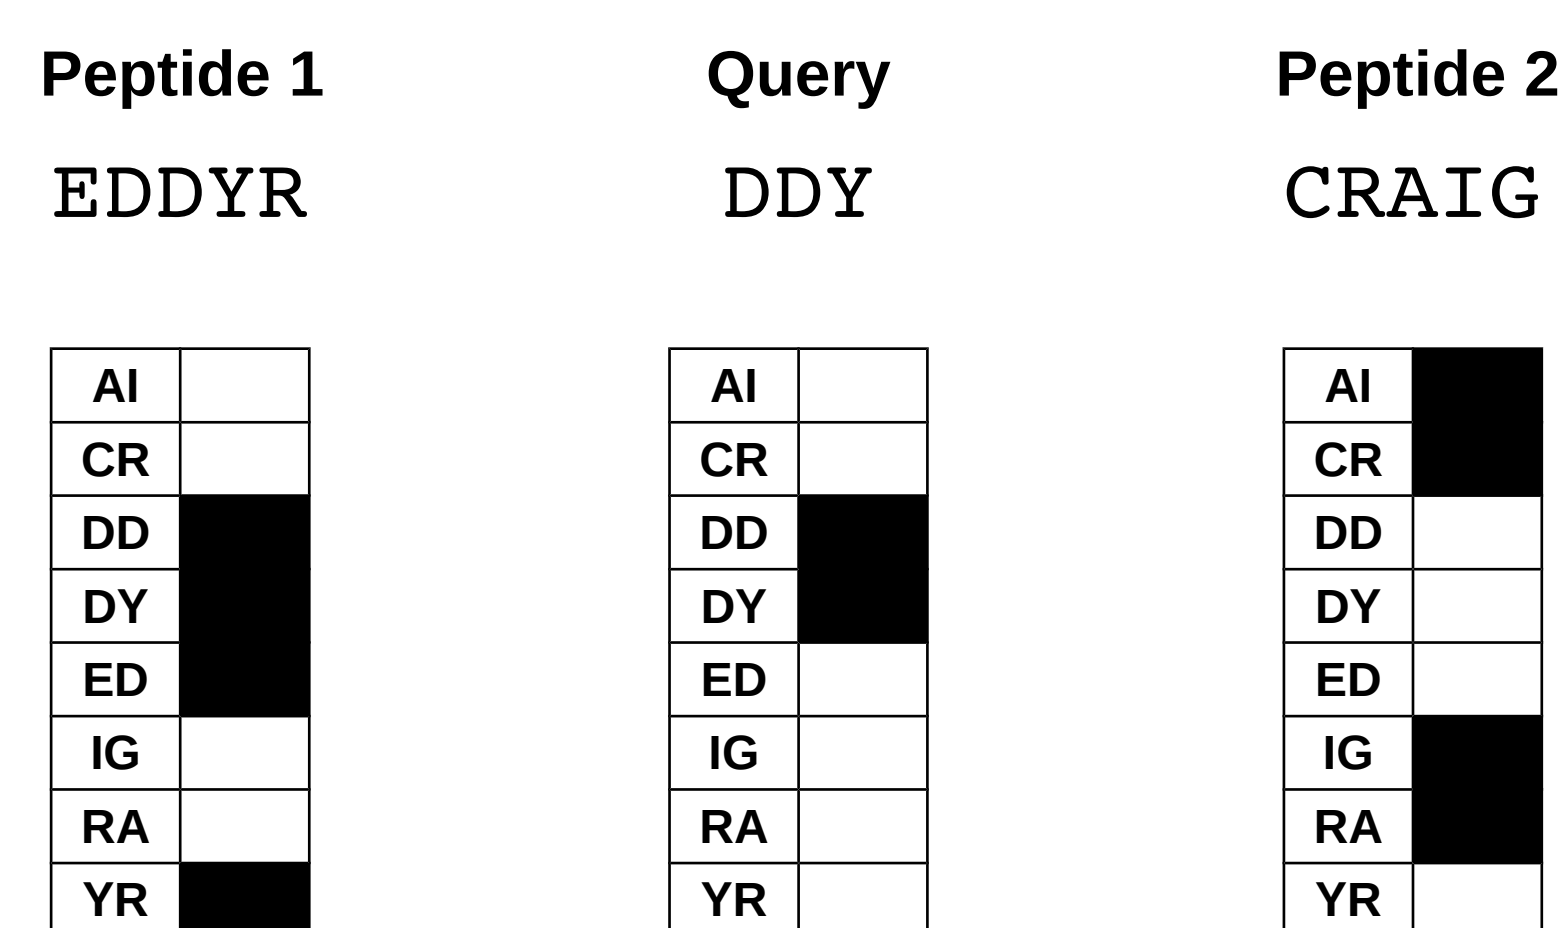 Peptide 1 Query Peptide 2
EDDYR DDY CRAIG
AI AI AI
CR CR CR
DD DD DD
DY DY DY
ED ED ED
IG IG IG
RA RA RA
YR YR YR